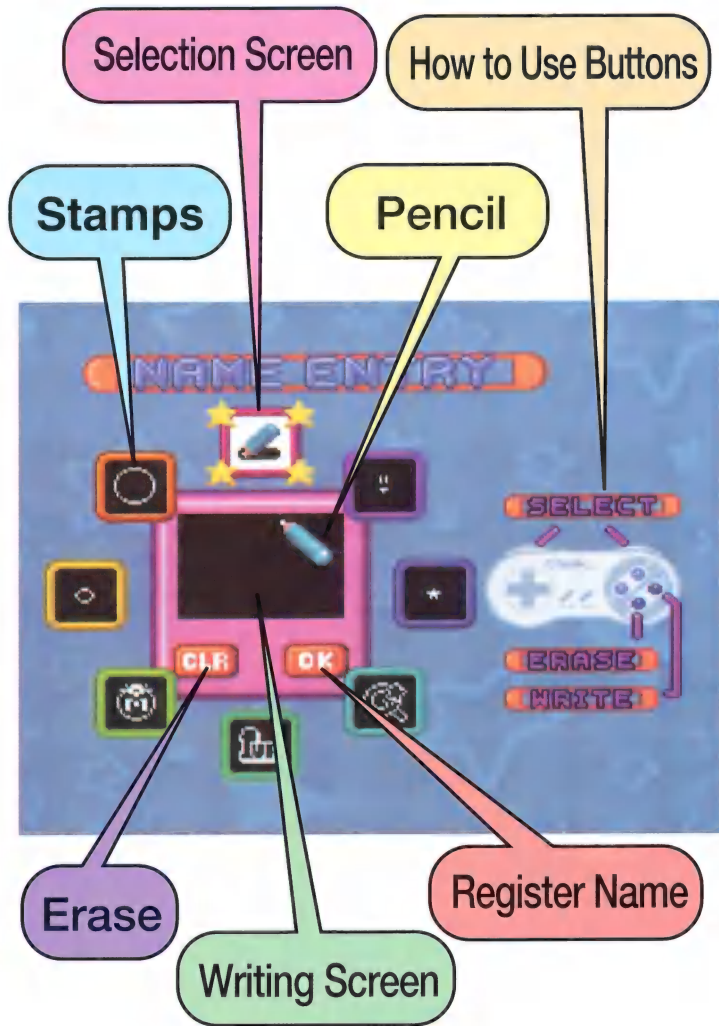 Selection Screen
How to Use Buttons
Stamps
Pencil
NAME ENTRY
SELECT
CLR
OK
ERASE
WRITE
M
1UP
Erase
Register Name
Writing Screen